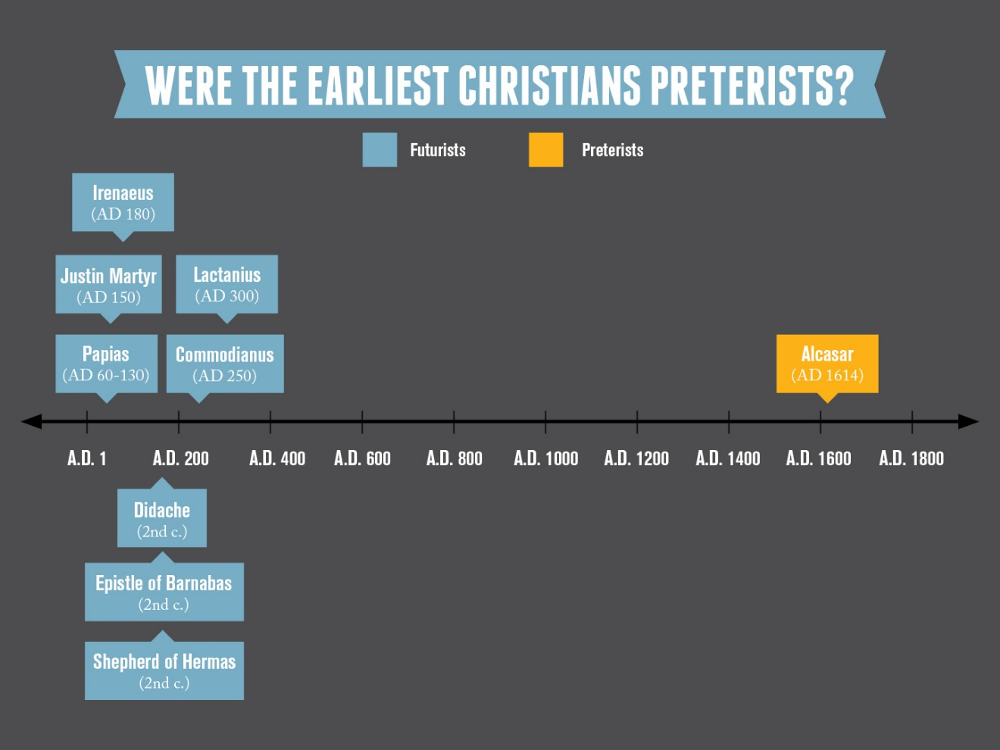 WERE THE EARLIEST CHRISTIANS PRETERISTS?
Futurists
Preterists
Irenaeus
(AD 180)
Justin Martyr
(AD 150)
Lactanius
(AD 300)
Papias
(AD 60-130)
Commodianus
(AD 250)
Alcasar
(AD 1614)
A.D. 1
A.D. 200
A.D. 400
A.D. 600
A.D. 800
A.D. 1000
A.D. 1200
A.D. 1400
A.D. 1600
A.D. 1800
Didache
(2nd c.)
Epistle of Barnabas
(2nd c.)
Shepherd of Hermas
(2nd c.)